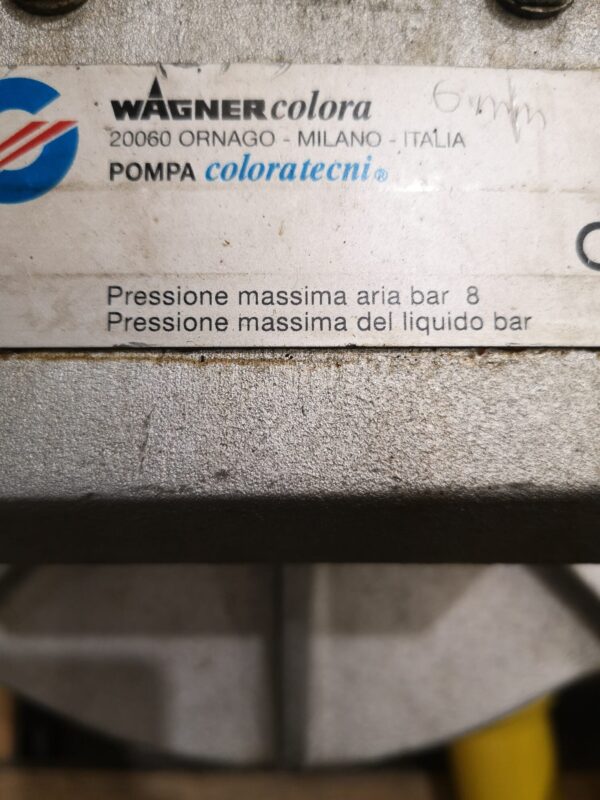 WAGNERcolora
20060 ORNAGO - MILANO - ITALIA
POMPA coloratecni®
Pressione massima aria bar 8
Pressione massima del liquido bar